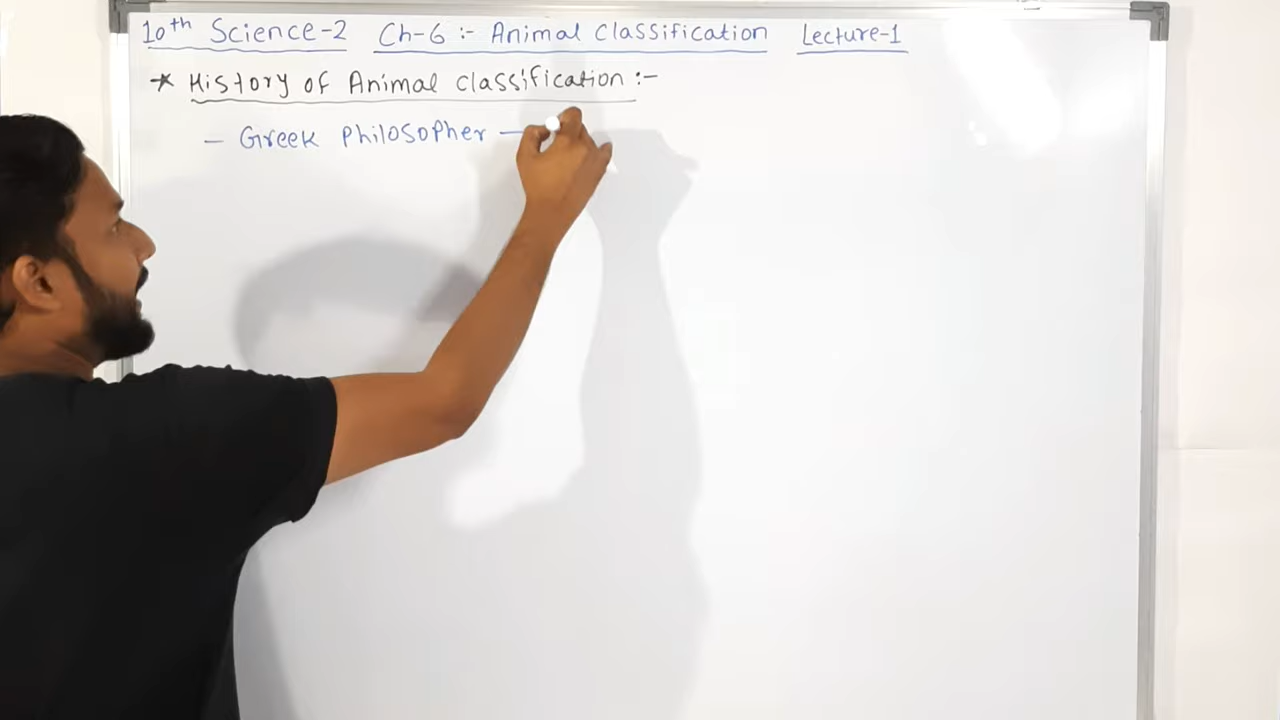 10th Science-2 Ch-6 :- Animal Classification Lecture-1
* History of Animal classification :-
- Greek Philosopher -